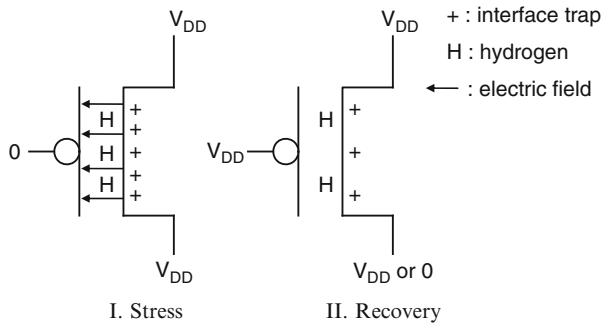 V_DD
V_DD
+ : interface trap
H : hydrogen
← : electric field
0
H
H
H
+
+
+
+
+
V_DD
H
H
+
+
+
V_DD
V_DD or 0
I. Stress
II. Recovery